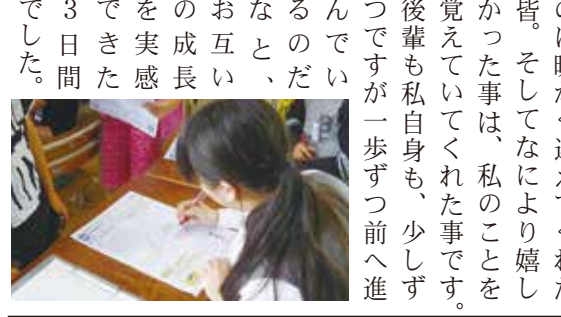 皆。そしてなにより嬉し
かった事は、私のことを
覚えていてくれた事です。
後輩も私自身も、少しず
つですが一歩ずつ前へ進
んでい
るのだ
なと、
お互い
の成長
を実感
できた
3日間
でした。